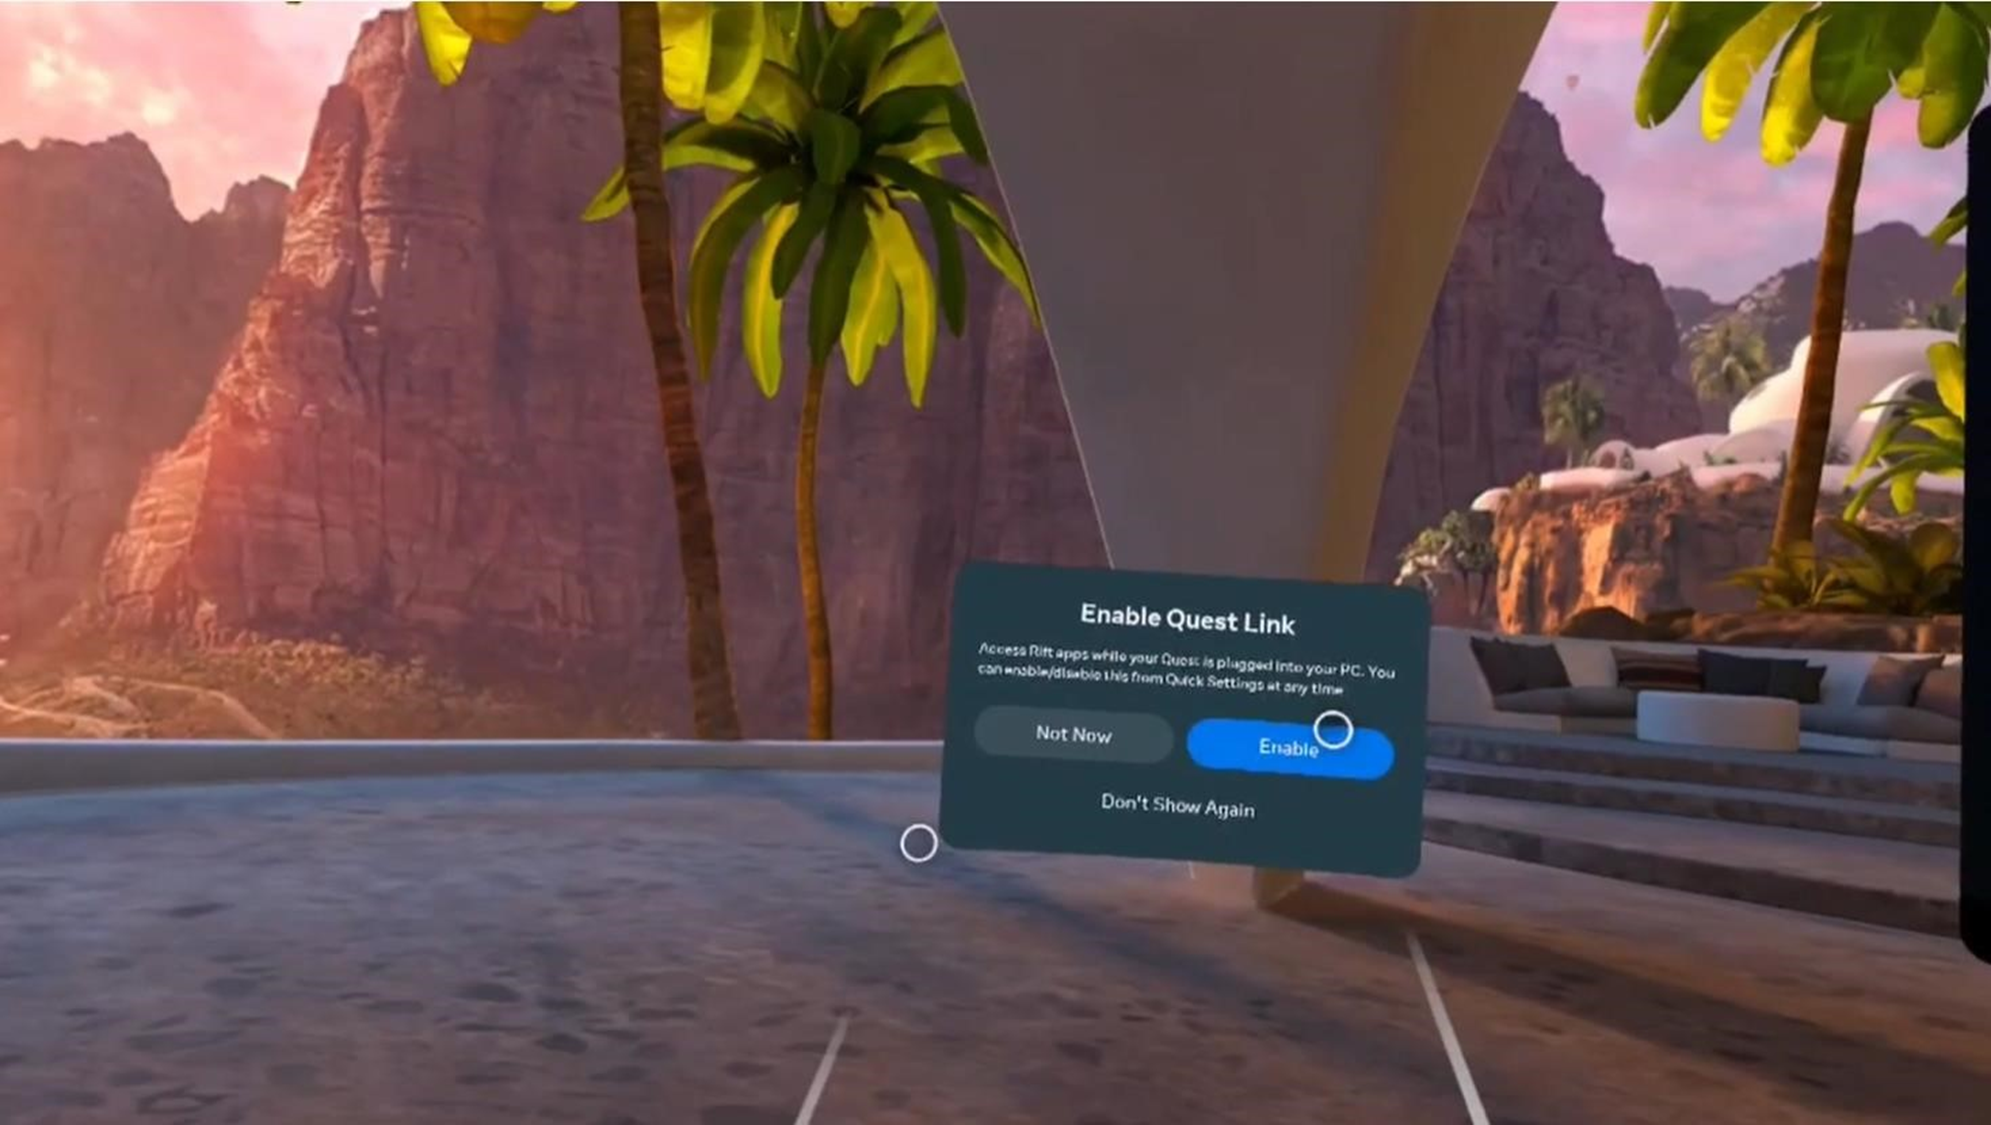 Enable Quest Link
Access Rift apps while your Quest is plugged into your PC. You
can enable/disable this from Quick Settings at any time
Not Now
Enable
Don't Show Again